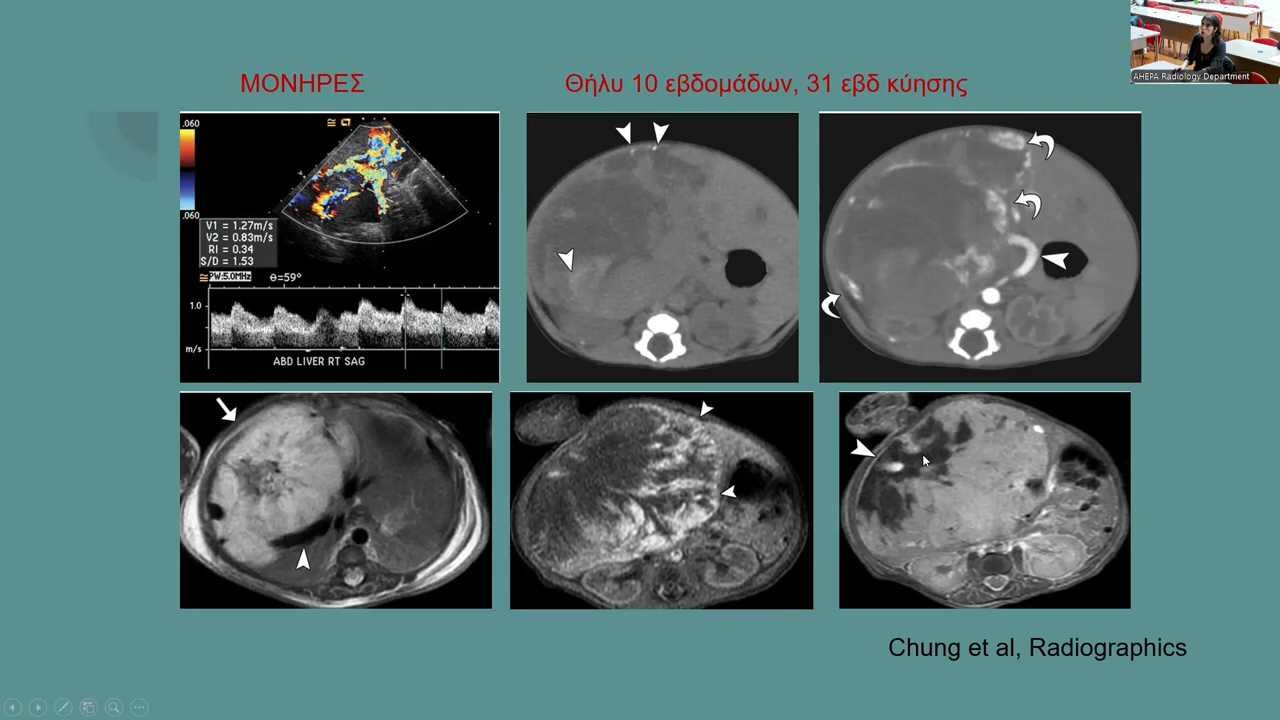 ΜΟΝΗΡΕΣ
Θήλυ 10 εβδομάδων, 31 εβδ κύησης
AHEPA Radiology Department
.060
.060
V1 = 1.27m/s
V2 = 0.83m/s
RI = 0.34
S/D = 1.53
PW:5.0MHz
θ=59°
1.0
m/s
ABD LIVER RT SAG
Chung et al, Radiographics